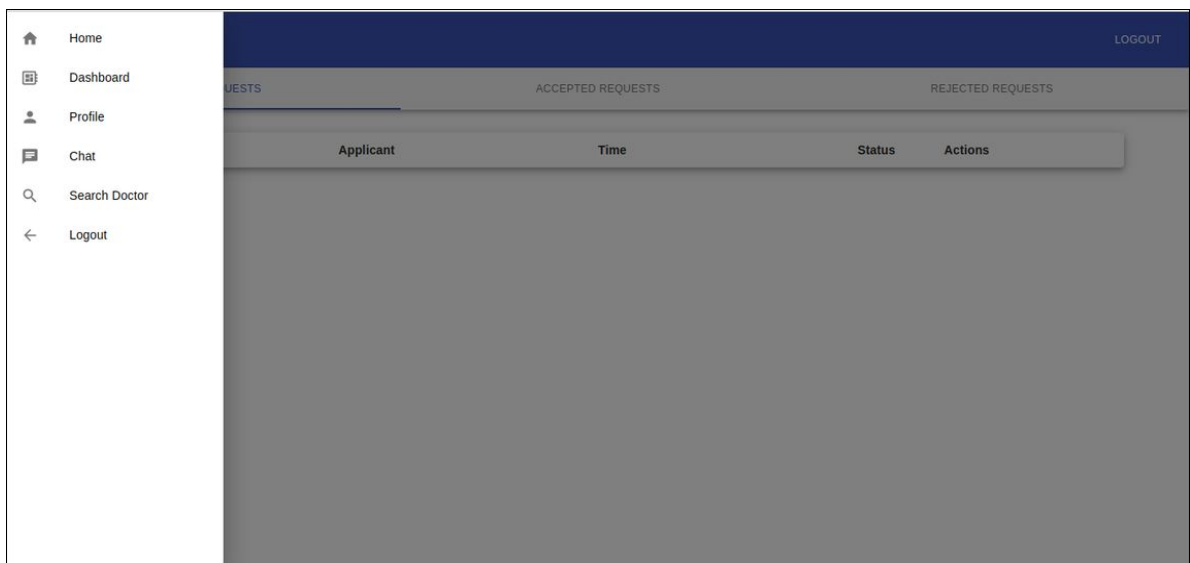 Home
LOGOUT
Dashboard
UESTS
ACCEPTED REQUESTS
REJECTED REQUESTS
Profile
Applicant Time Status Actions
Chat
Search Doctor
Logout